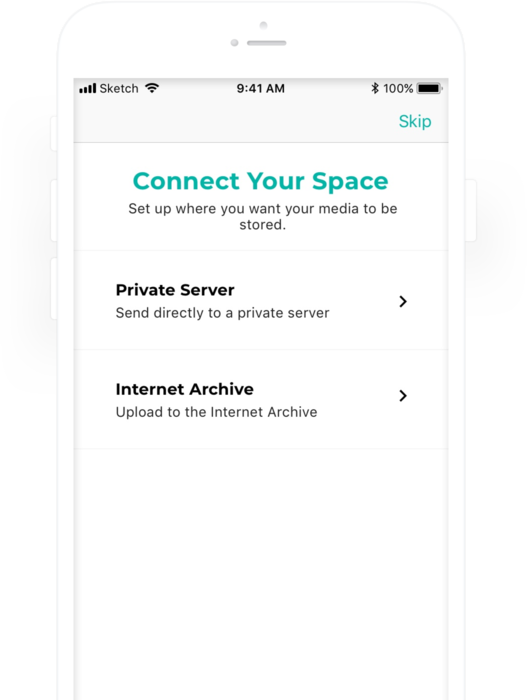 Sketch 9:41 AM 100%
Skip
Connect Your Space
Set up where you want your media to be
stored.
Private Server
Send directly to a private server
Internet Archive
Upload to the Internet Archive